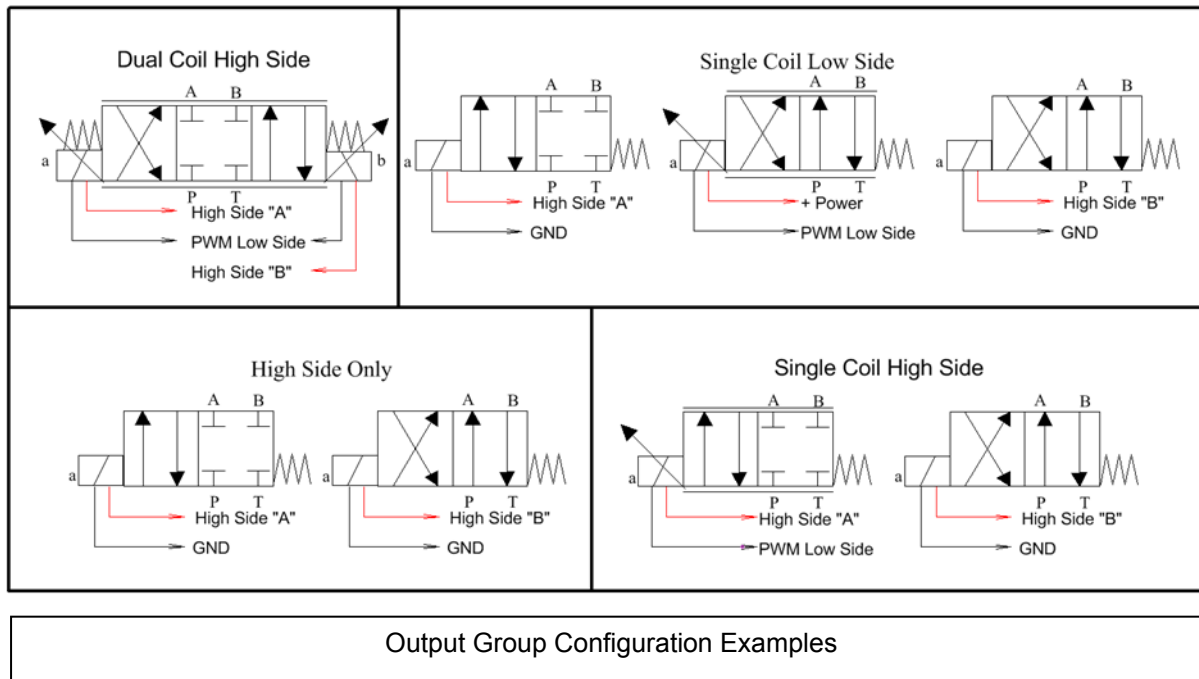 Dual Coil High Side
A B
a b
P T
High Side "A"
PWM Low Side
High Side "B"
Single Coil Low Side
A B
a
P T
High Side "A"
GND
A B
a
P T
+ Power
PWM Low Side
A B
a
P T
High Side "B"
GND
High Side Only
A B
a
P T
High Side "A"
GND
A B
a
P T
High Side "B"
GND
Single Coil High Side
A B
a
P T
High Side "A"
PWM Low Side
A B
a
P T
High Side "B"
GND
Output Group Configuration Examples